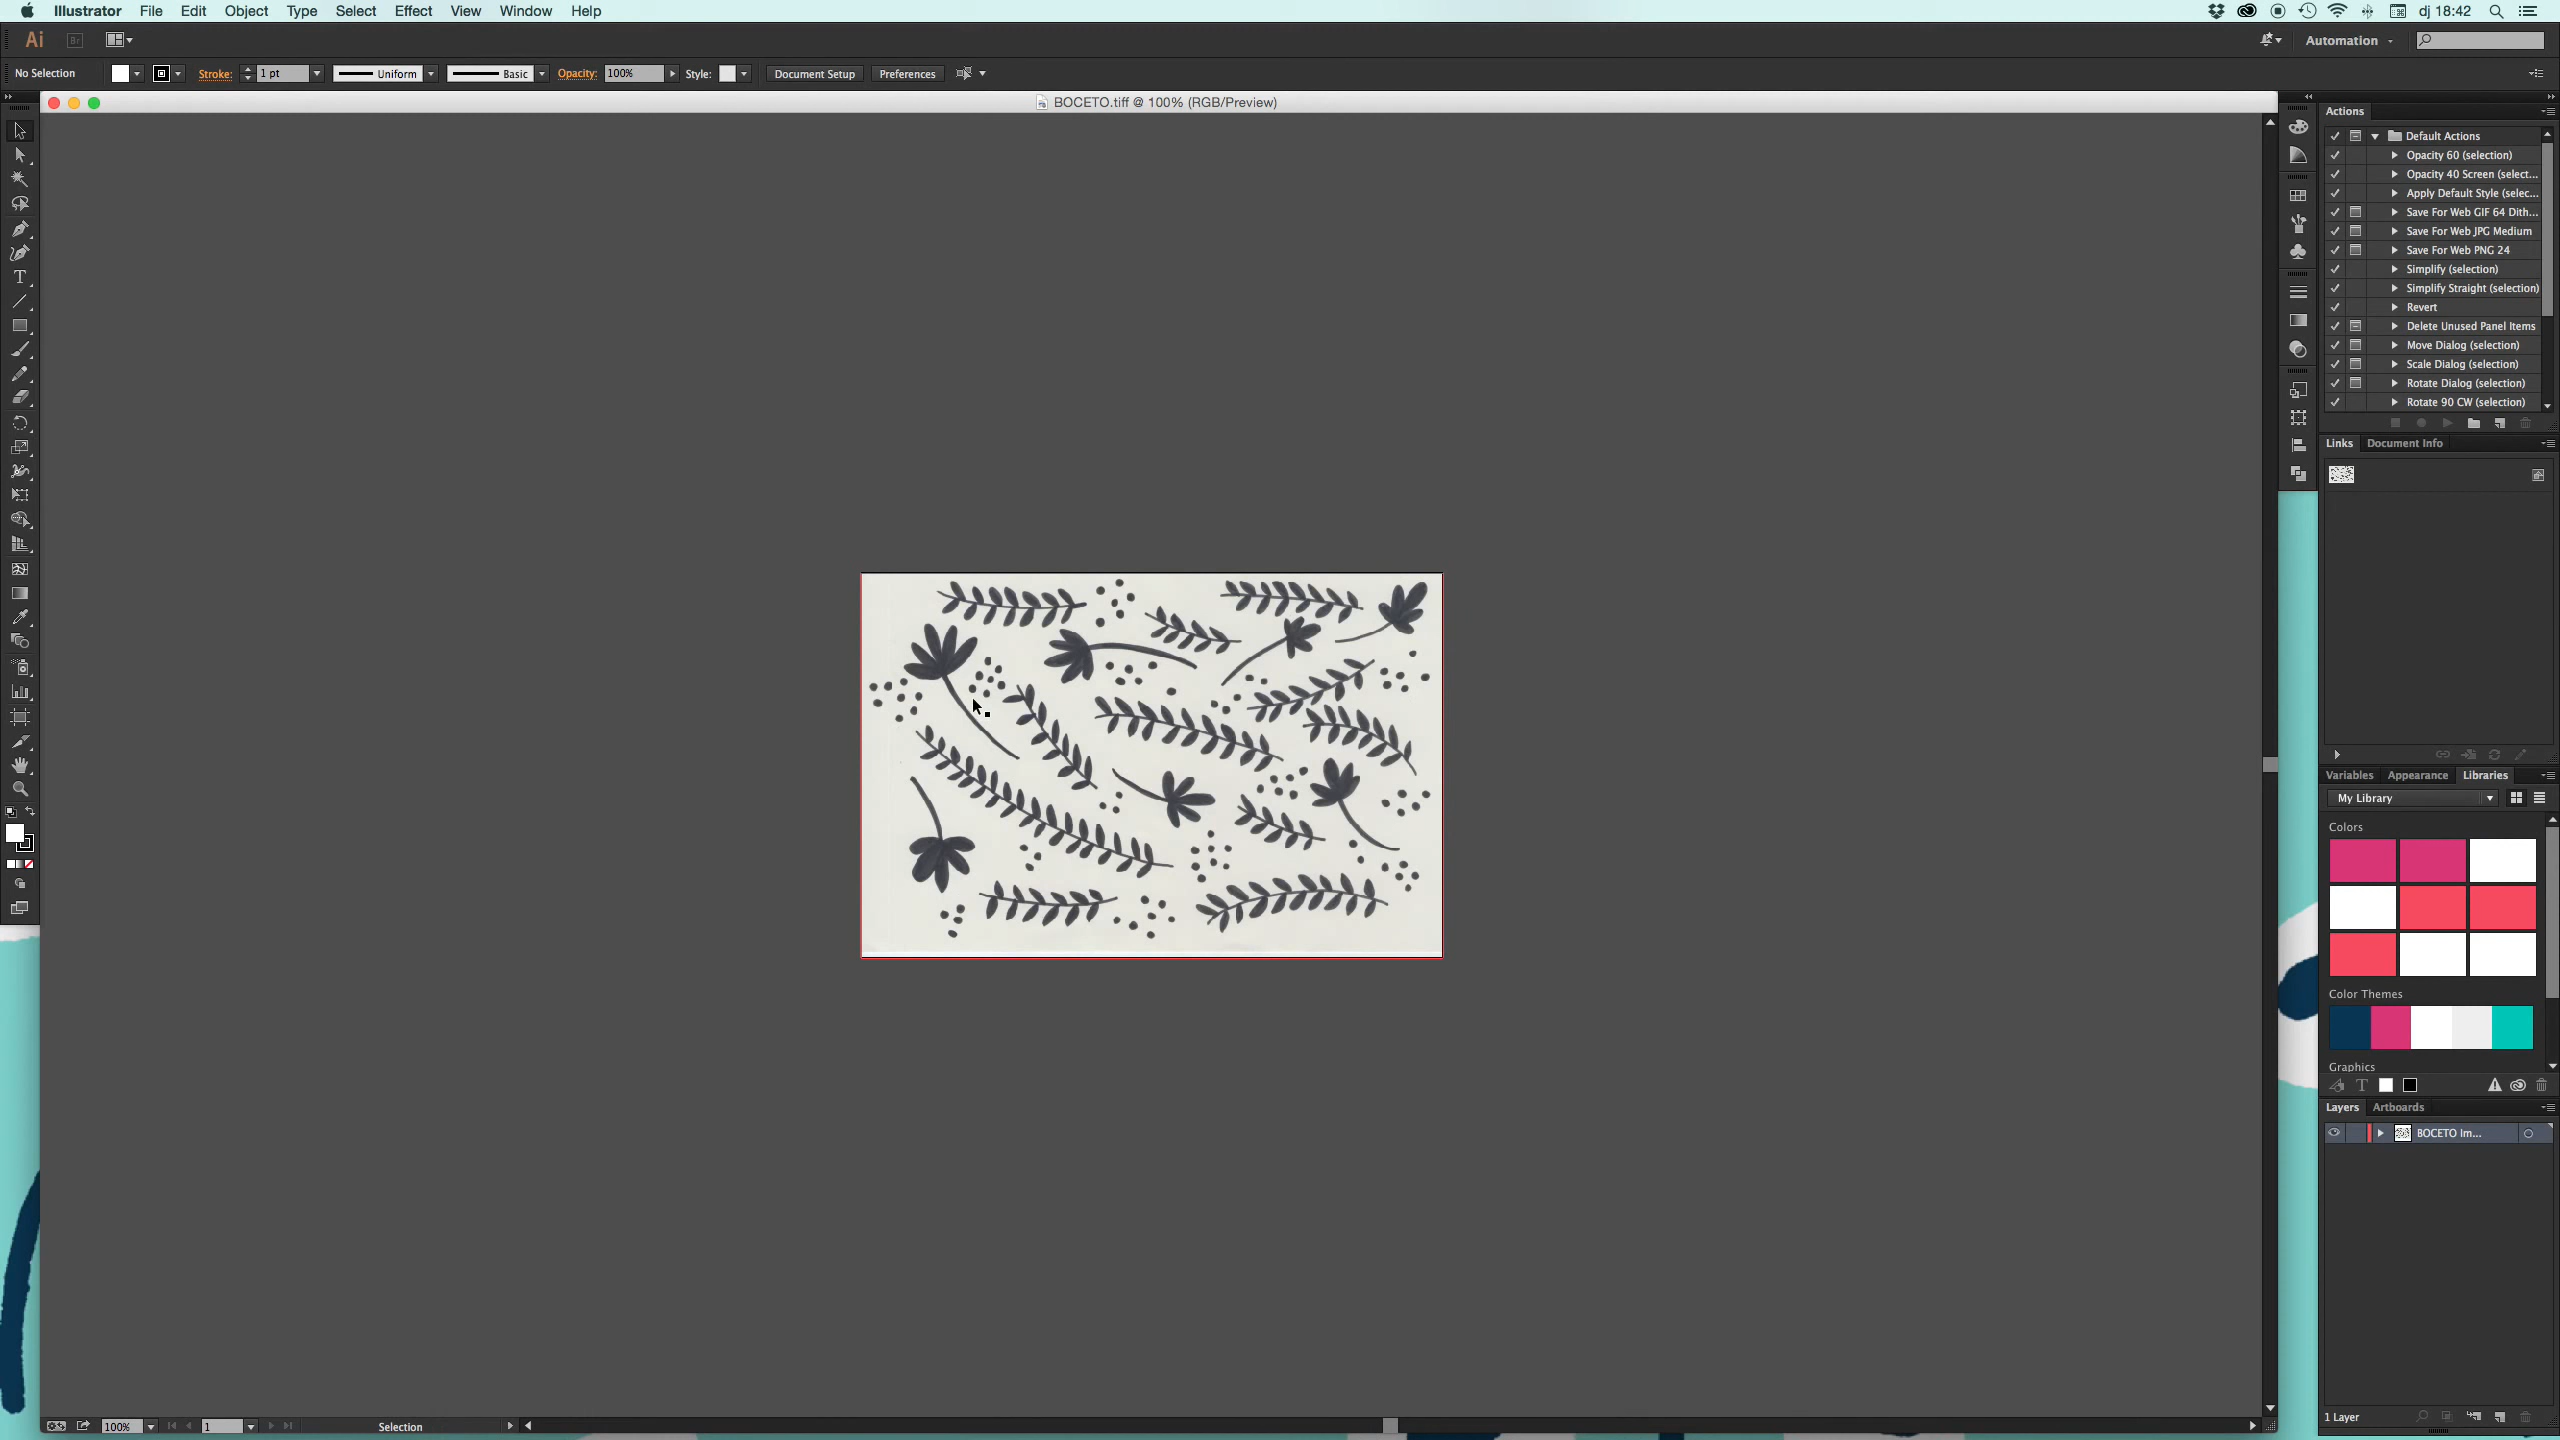 Illustrator File Edit Object Type Select Effect View Window Help dj 18:42
Ai Br Automation
No Selection Stroke: 1 pt Uniform Basic Opacity: 100% Style: Document Setup Preferences
BOCETO.tiff @ 100% (RGB/Preview)
Actions
Default Actions
Opacity 60 (selection)
Opacity 40 Screen (select...
Apply Default Style (selec...
Save For Web GIF 64 Dith...
Save For Web JPG Medium
Save For Web PNG 24
Simplify (selection)
Simplify Straight (selection)
Revert
Delete Unused Panel Items
Move Dialog (selection)
Scale Dialog (selection)
Rotate Dialog (selection)
Rotate 90 CW (selection)
Links Document Info
Variables Appearance Libraries
My Library
Colors
Color Themes
Graphics
Layers Artboards
BOCETO Im...
1 Layer
100% 1 Selection